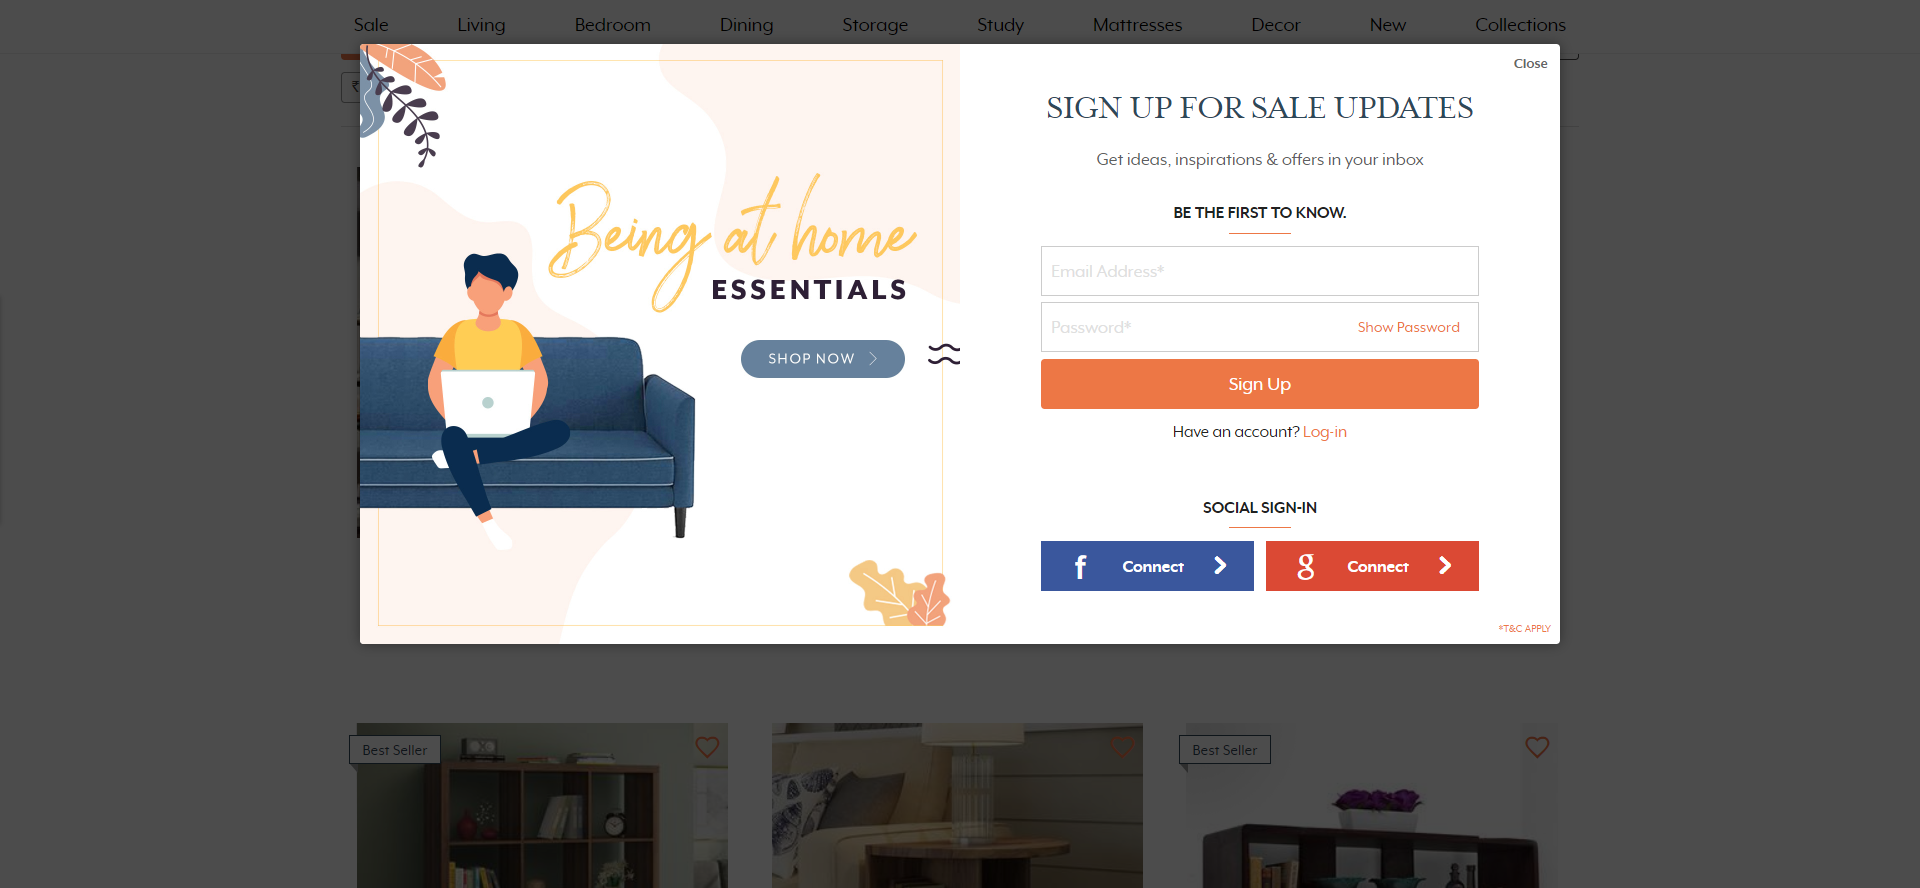 Sale Living Bedroom Dining Storage Study Mattresses Decor New Collections
₹
Close
Being at home
ESSENTIALS
SHOP NOW
SIGN UP FOR SALE UPDATES
Get ideas, inspirations & offers in your inbox
BE THE FIRST TO KNOW.
Email Address*
Password* Show Password
Sign Up
Have an account? Log-in
SOCIAL SIGN-IN
f Connect g Connect
*T&C APPLY
Best Seller Best Seller